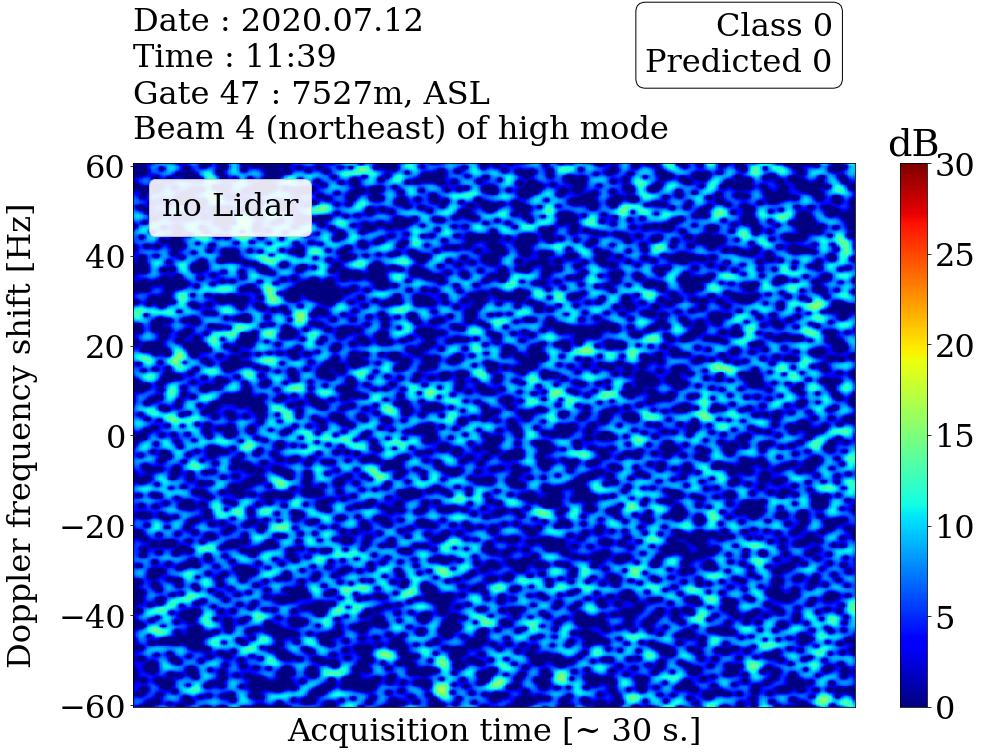 Date : 2020.07.12
Time : 11:39
Gate 47 : 7527m, ASL
Beam 4 (northeast) of high mode
Class 0
Predicted 0
dB
no Lidar
Doppler frequency shift [Hz]
60
40
20
0
−20
−40
−60
Acquisition time [~ 30 s.]
30
25
20
15
10
5
0